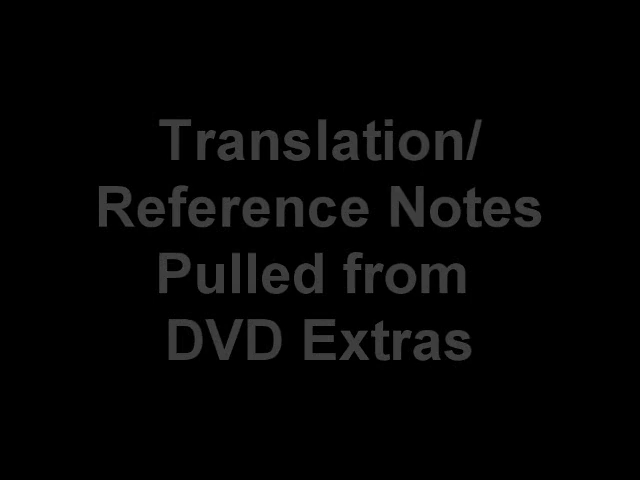 Translation/
Reference Notes
Pulled from
DVD Extras